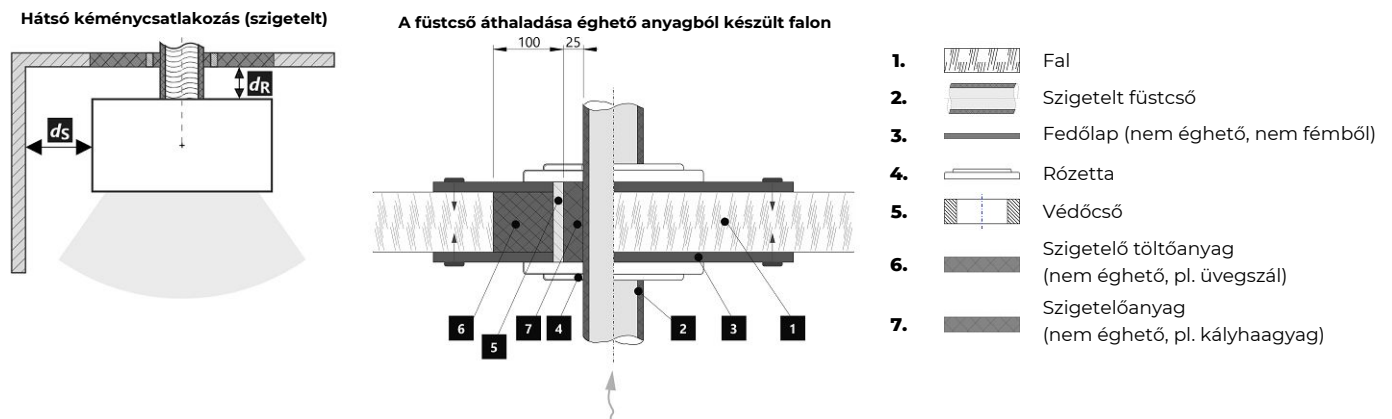 Hátsó kéménycsatlakozás (szigetelt)
dR
dS
A füstcső áthaladása éghető anyagból készült falon
100
25
6
5
7
4
2
3
1
1.
Fal
2.
Szigetelt füstcső
3.
Fedőlap (nem éghető, nem fémből)
4.
Rózetta
5.
Védőcső
6.
Szigetelő töltőanyag
(nem éghető, pl. üvegszál)
7.
Szigetelőanyag
(nem éghető, pl. kályhaagyag)